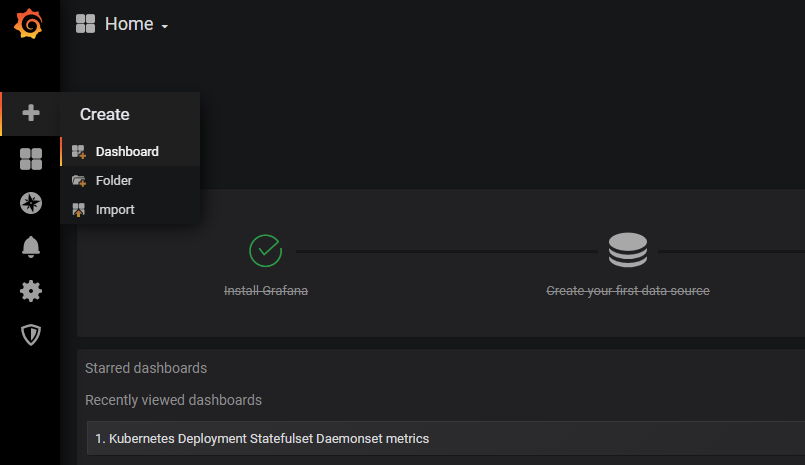 Home
Create
Dashboard
Folder
Import
Install Grafana
Create your first data source
Starred dashboards
Recently viewed dashboards
1. Kubernetes Deployment Statefulset Daemonset metrics